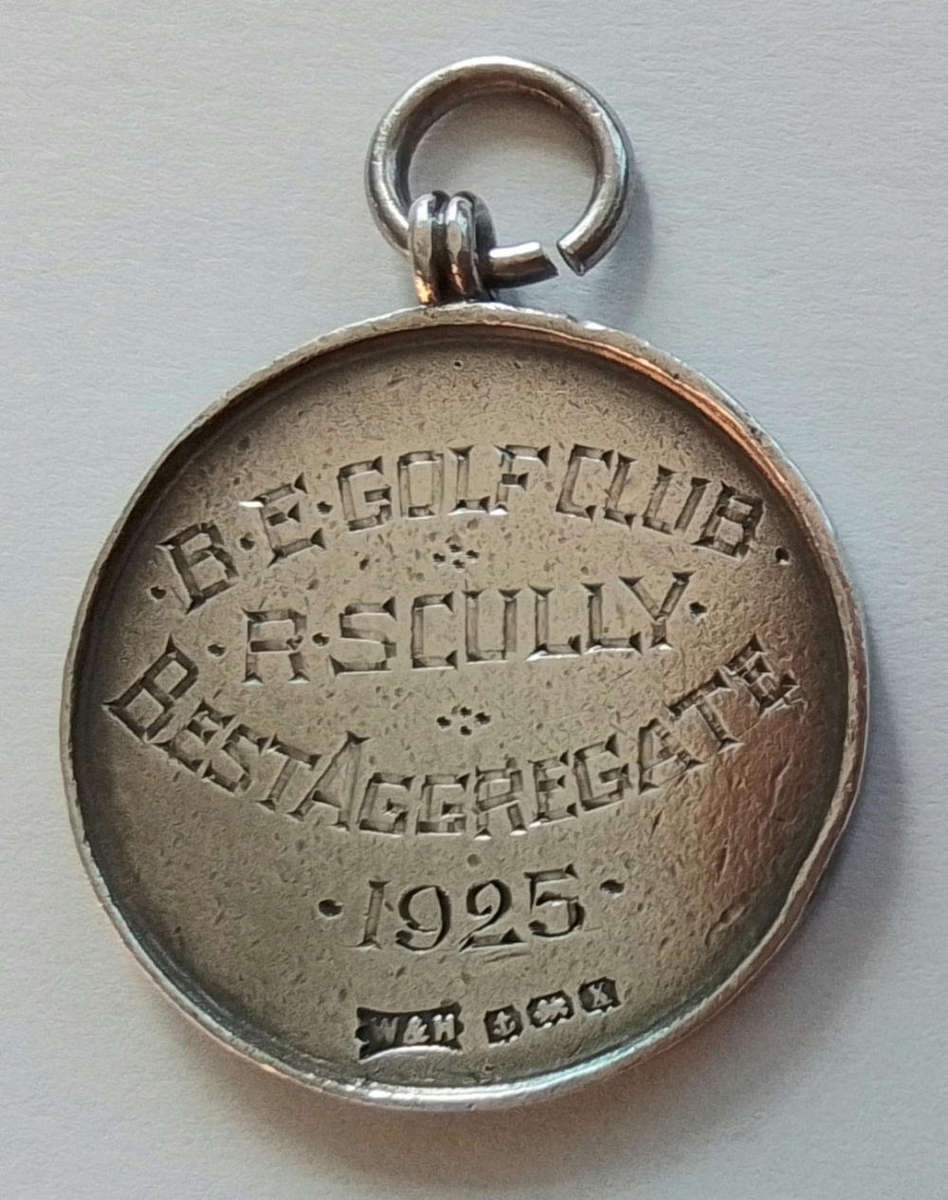 ·B·E·GOLF CLUB·
·R·SCULLY·
BEST AGGREGATE
·1925·
W&H X